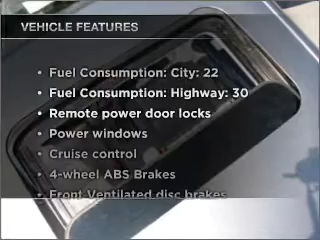 VEHICLE FEATURES
• Fuel Consumption: City: 22
• Fuel Consumption: Highway: 30
• Remote power door locks
• Power windows
• Cruise control
• 4-wheel ABS Brakes
• Front Ventilated disc brakes